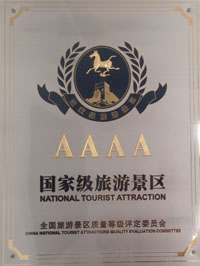 AAAA
国家级旅游景区
NATIONAL TOURIST ATTRACTION
全国旅游景区质量等级评定委员会
CHINA NATIONAL TOURIST ATTRACTIONS QUALITY EVALUATION COMMITTEE